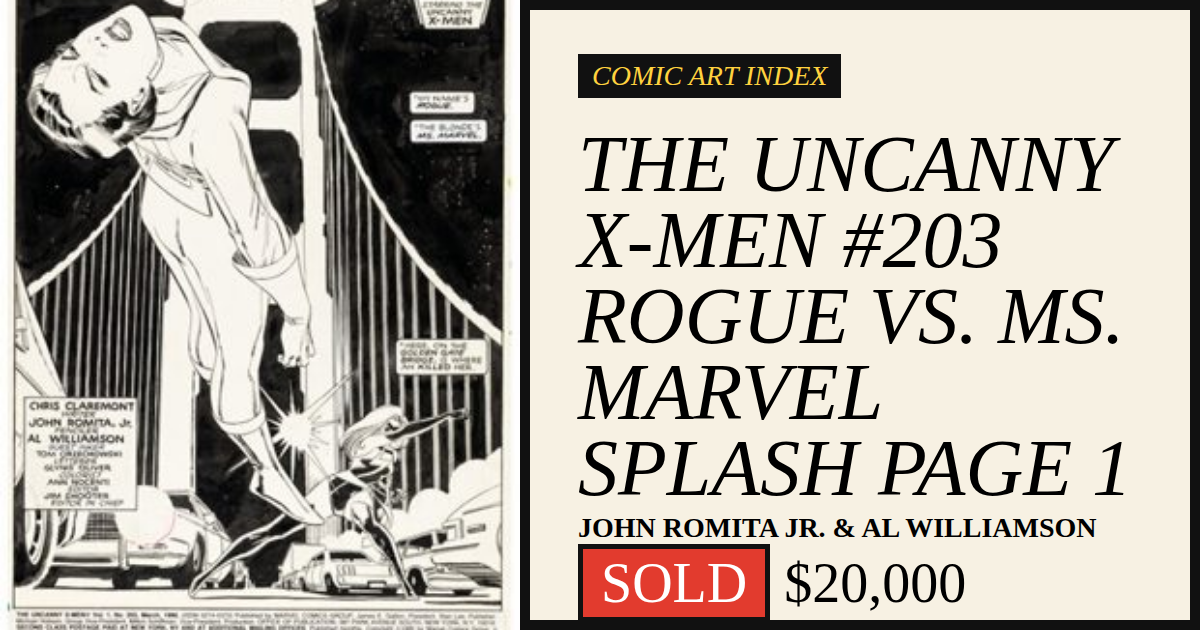 STARRING THE
UNCANNY
X-MEN
"MY NAME'S
ROGUE.
"THE BLONDE'S
MS. MARVEL.
"HERE, ON THE
GOLDEN GATE
BRIDGE, IS WHERE
AH KILLED HER.
CHRIS CLAREMONT
WRITER
JOHN ROMITA, Jr.
PENCILER
AL WILLIAMSON
GUEST INKER
TOM ORZECHOWSKI
LETTERER
GLYNIS OLIVER
COLORIST
ANN NOCENTI
EDITOR
JIM SHOOTER
EDITOR IN CHIEF
COMIC ART INDEX
THE UNCANNY
X-MEN #203
ROGUE VS. MS.
MARVEL
SPLASH PAGE 1
JOHN ROMITA JR. & AL WILLIAMSON
SOLD $20,000